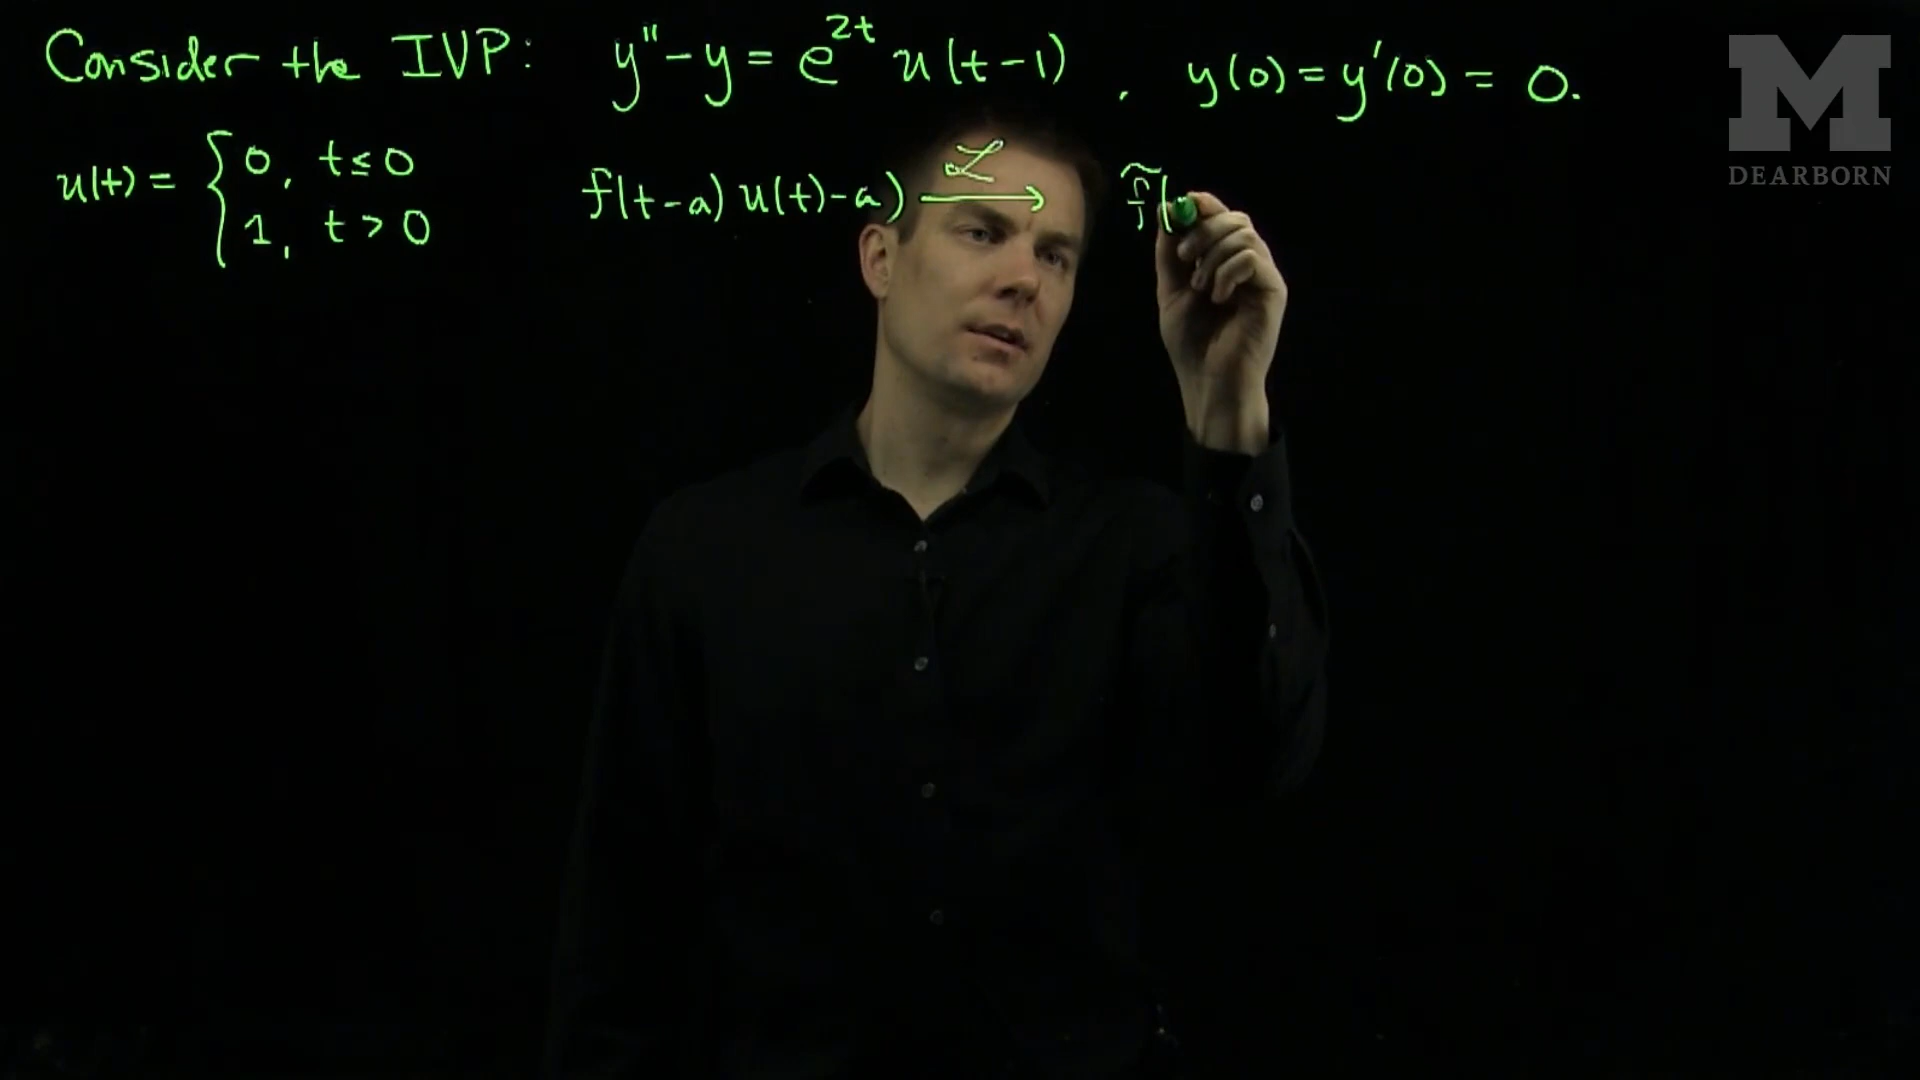 Consider the IVP: y'' - y = e^{2t} u(t-1), y(0) = y'(0) = 0.
u(t) = { 0, t ≤ 0
1, t > 0
f(t-a) u(t)-a) ℒ→ f̃(
M
DEARBORN